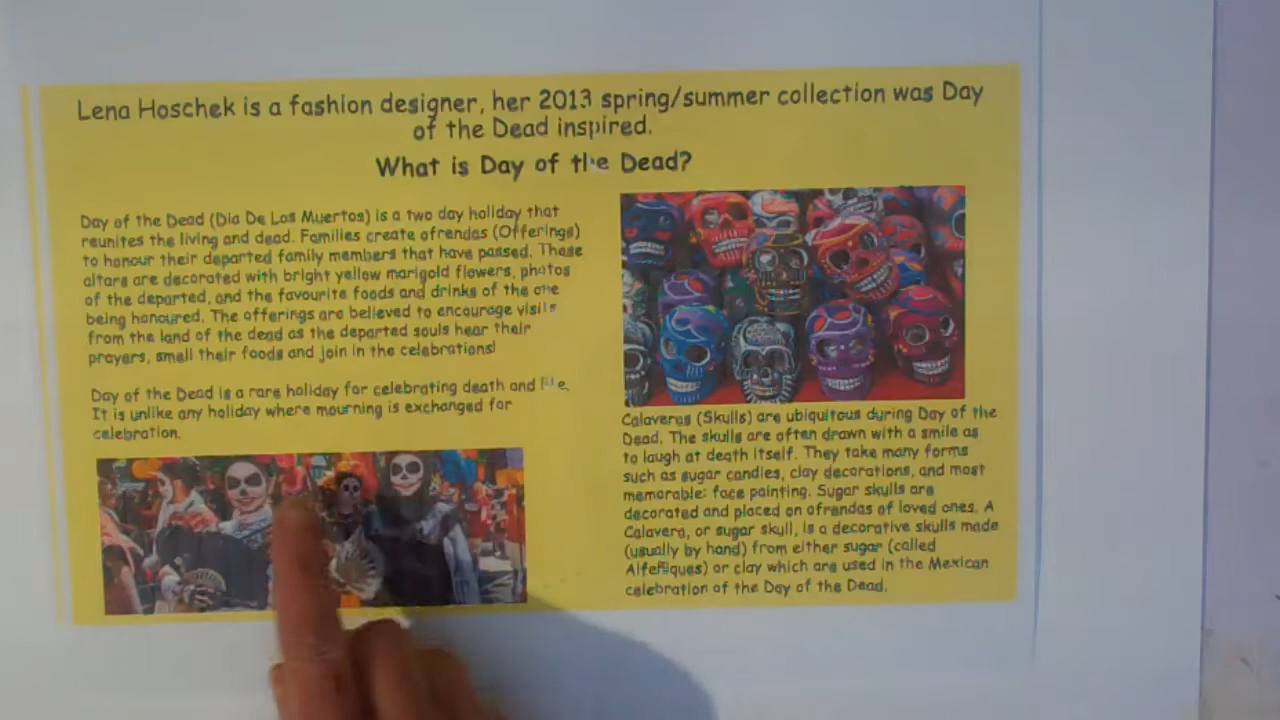 Lena Hoschek is a fashion designer, her 2013 spring/summer collection was Day
of the Dead inspired.
What is Day of the Dead?
Day of the Dead (Dia De Los Muertos) is a two day holiday that
reunites the living and dead. Families create ofrendas (Offerings)
to honour their departed family members that have passed. These
altars are decorated with bright yellow marigold flowers, photos
of the departed, and the favourite foods and drinks of the one
being honoured. The offerings are believed to encourage visits
from the land of the dead as the departed souls hear their
prayers, smell their foods and join in the celebrations!
Day of the Dead is a rare holiday for celebrating death and life.
It is unlike any holiday where mourning is exchanged for
celebration.
Calaveras (Skulls) are ubiquitous during Day of the
Dead. The skulls are often drawn with a smile as
to laugh at death itself. They take many forms
such as sugar candies, clay decorations, and most
memorable: face painting. Sugar skulls are
decorated and placed on ofrendas of loved ones. A
Calavera, or sugar skull, is a decorative skulls made
(usually by hand) from either sugar (called
Alfeñiques) or clay which are used in the Mexican
celebration of the Day of the Dead.